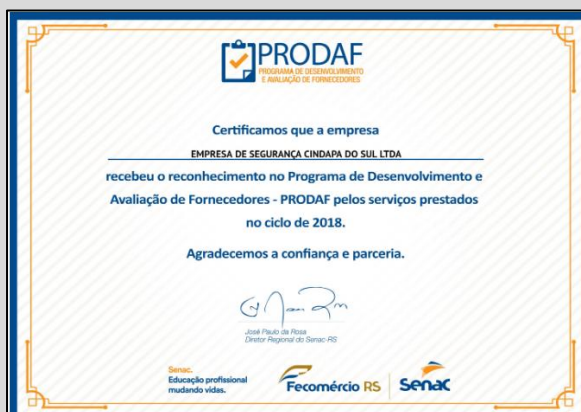 PRODAF
PROGRAMA DE DESENVOLVIMENTO
E AVALIAÇÃO DE FORNECEDORES
Certificamos que a empresa
EMPRESA DE SEGURANÇA CINDAPA DO SUL LTDA
recebeu o reconhecimento no Programa de Desenvolvimento e
Avaliação de Fornecedores - PRODAF pelos serviços prestados
no ciclo de 2018.
Agradecemos a confiança e parceria.
José Paulo da Rosa
Diretor Regional do Senac-RS
Senac.
Educação profissional
mudando vidas.
Fecomércio RS
Senac